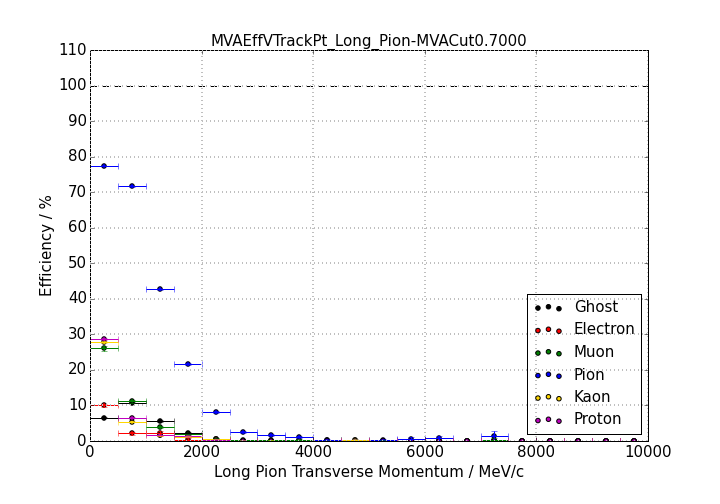 MVAEffVTrackPt_Long_Pion-MVACut0.7000
110
100
90
80
70
60
50
40
30
20
10
0
Efficiency / %
Ghost
Electron
Muon
Pion
Kaon
Proton
0 2000 4000 6000 8000 10000
Long Pion Transverse Momentum / MeV/c